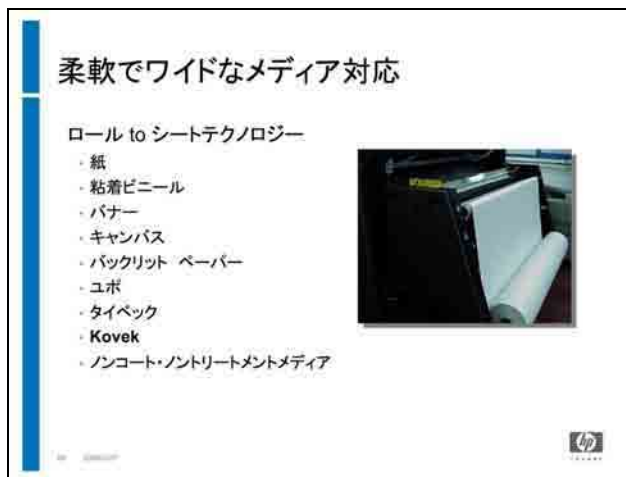 柔軟でワイドなメディア対応
ロール to シートテクノロジー
紙
粘着ビニール
バナー
キャンバス
バックリット ペーパー
ユポ
タイベック
Kovek
ノンコート・ノントリートメントメディア
hp